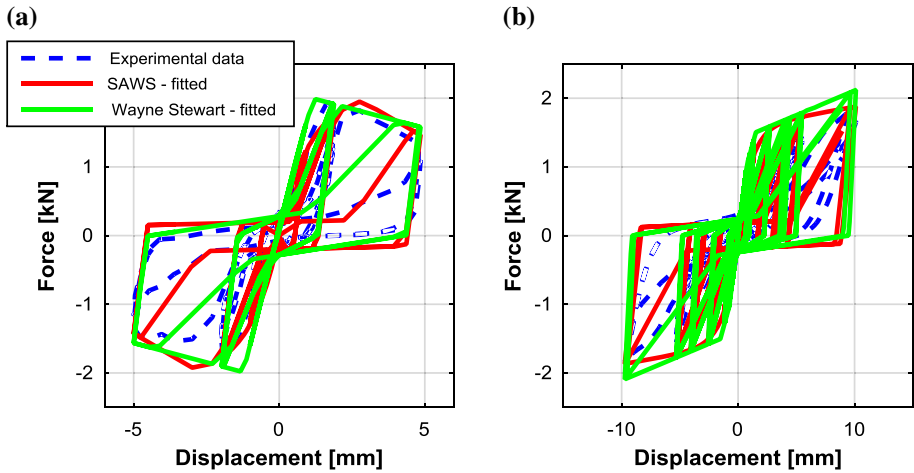 (a)
(b)
Experimental data
SAWS - fitted
Wayne Stewart - fitted
Force [kN]
1
0
-1
-2
-5
0
5
Displacement [mm]
Force [kN]
2
1
0
-1
-2
-10
0
10
Displacement [mm]